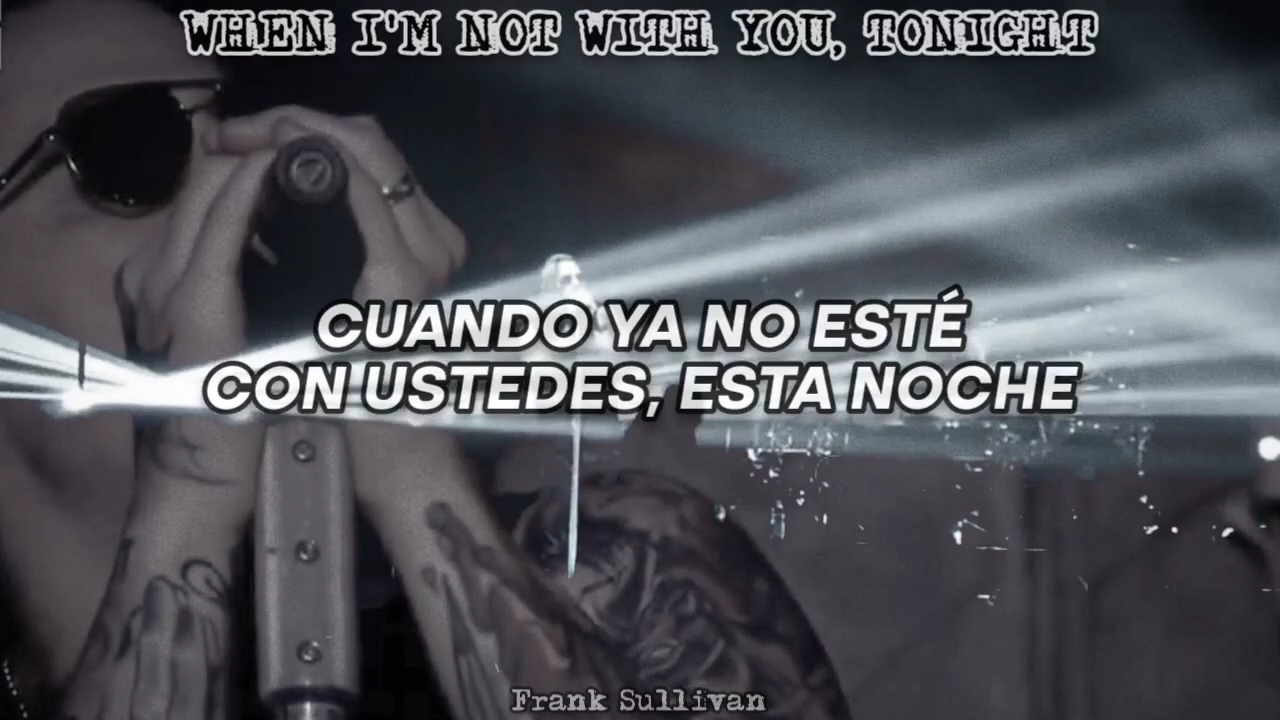 WHEN I'M NOT WITH YOU, TONIGHT
CUANDO YA NO ESTÉ
CON USTEDES, ESTA NOCHE
Frank Sullivan